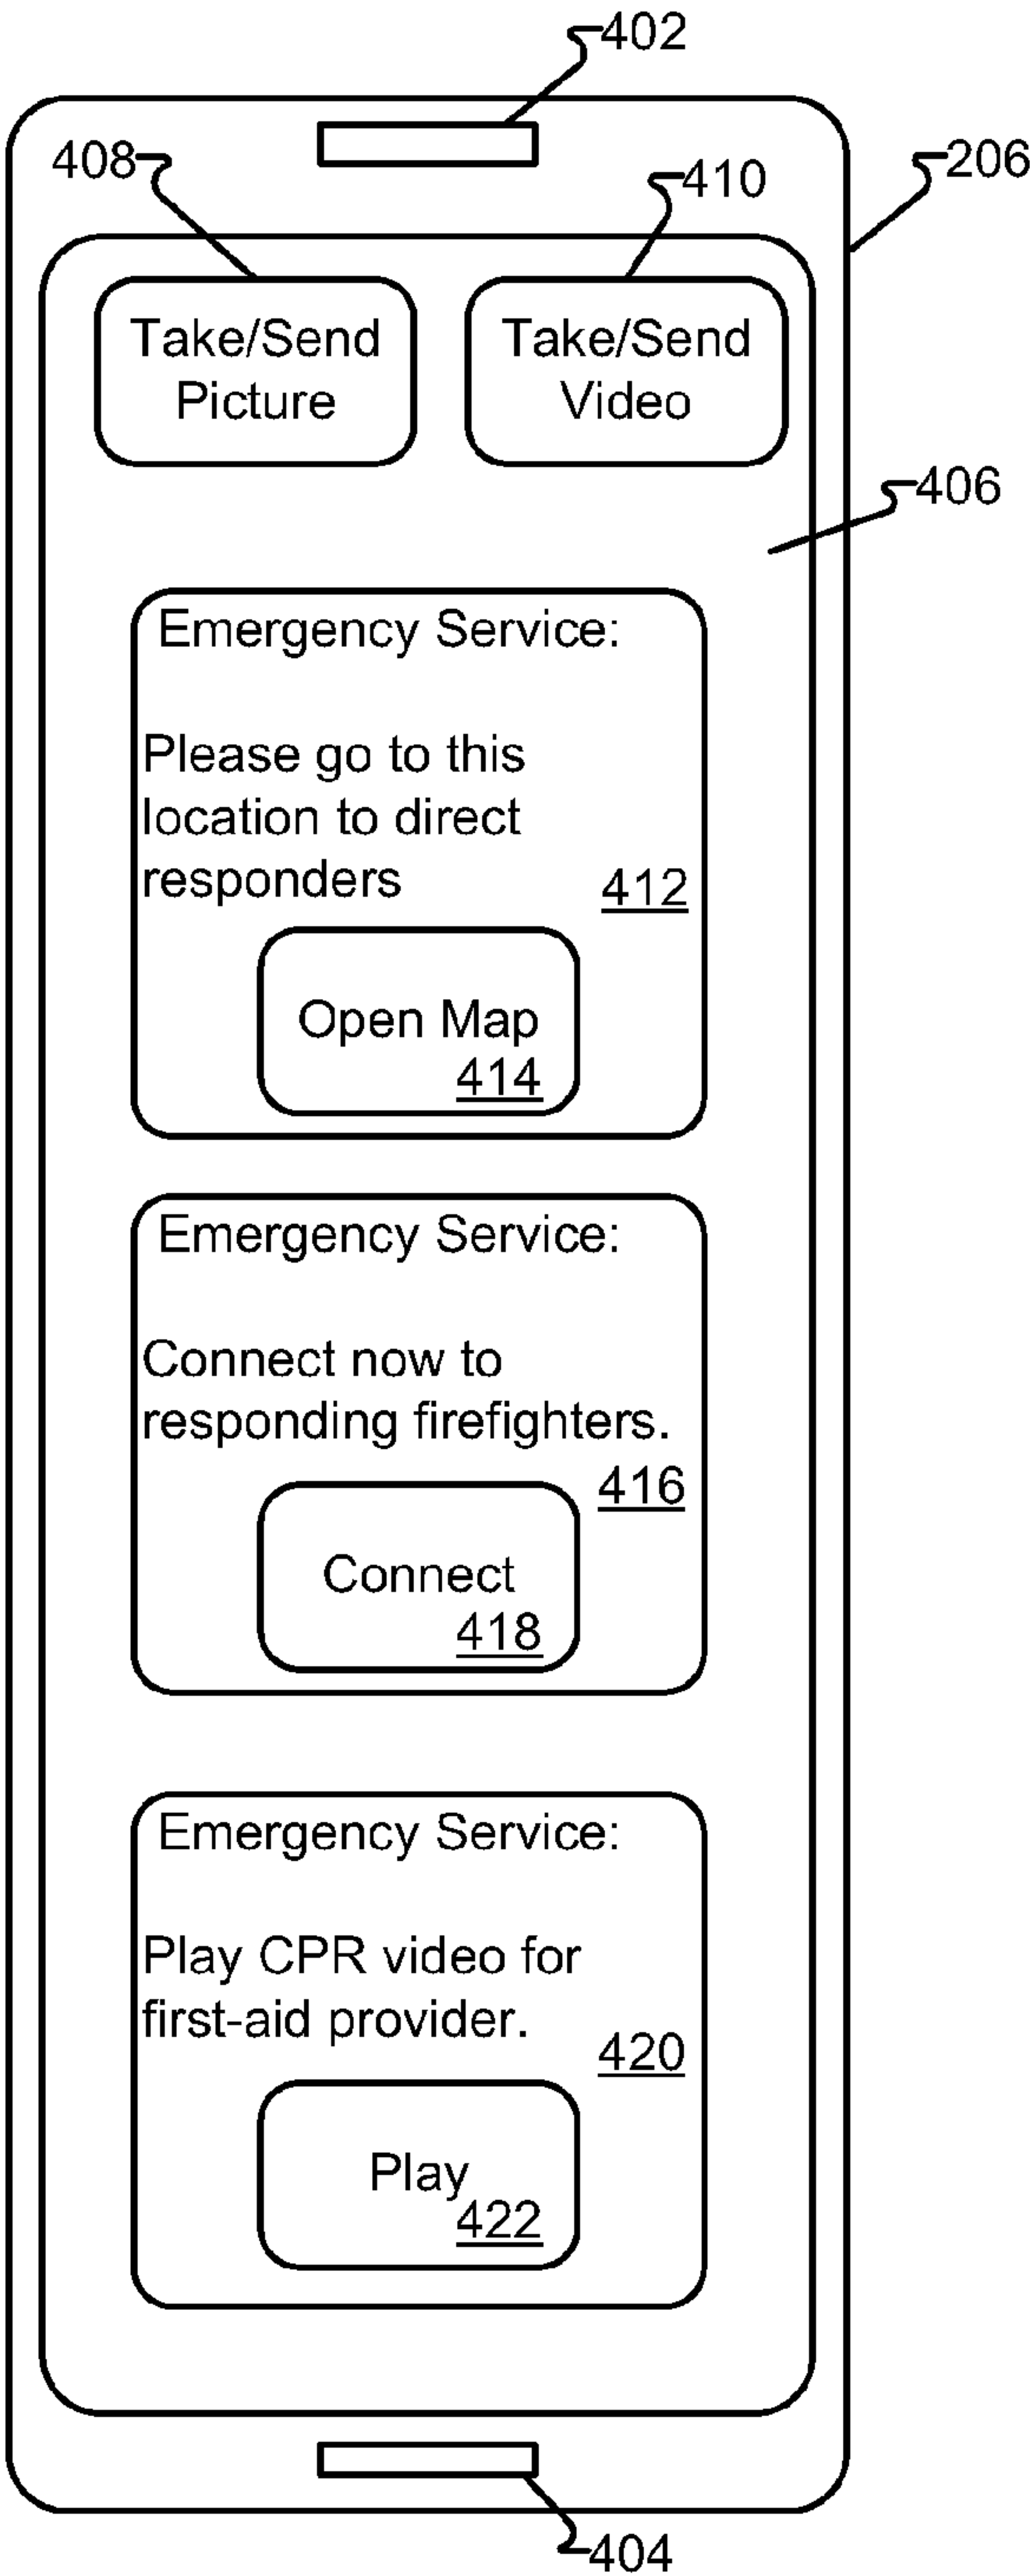 402
408
410
206
Take/Send
Picture
Take/Send
Video
406
Emergency Service:
Please go to this
location to direct
responders
412
Open Map
414
Emergency Service:
Connect now to
responding firefighters.
416
Connect
418
Emergency Service:
Play CPR video for
first-aid provider.
420
Play
422
404